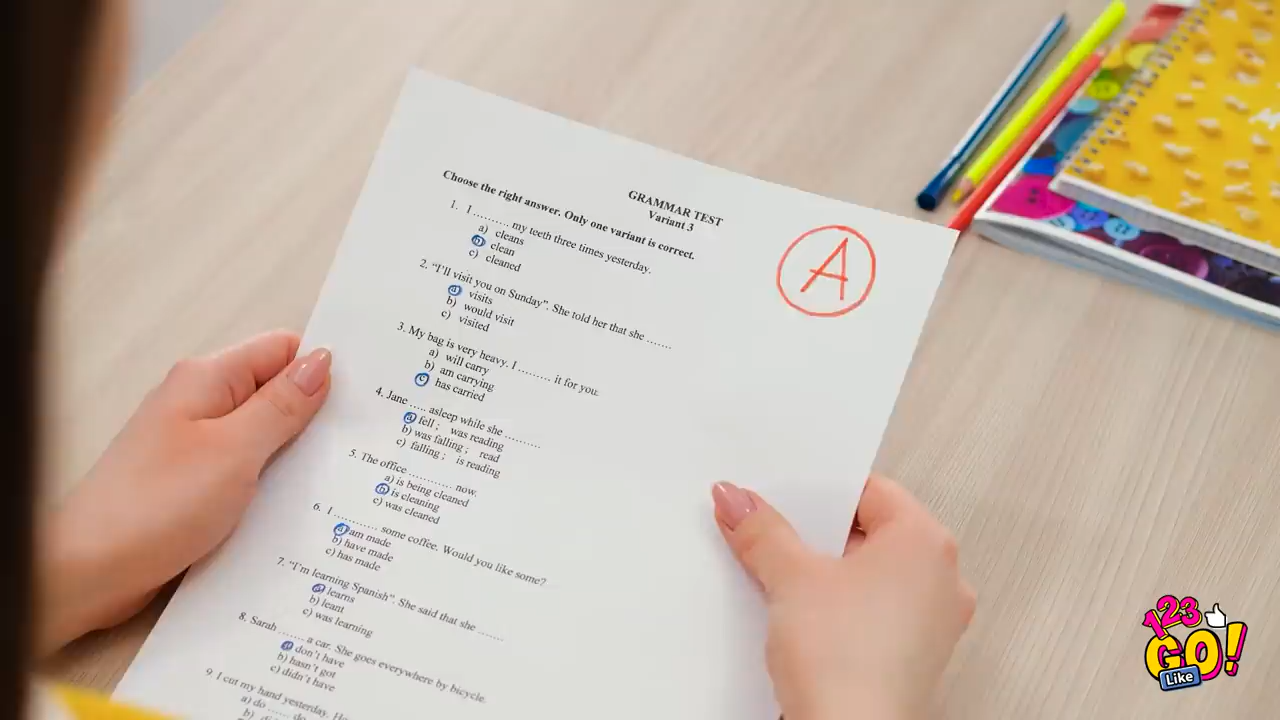 GRAMMAR TEST
Variant 3
Choose the right answer. Only one variant is correct.
1. I .......... my teeth three times yesterday.
a) cleans
b) clean
c) cleaned
2. "I'll visit you on Sunday". She told her that she .......
a) visits
b) would visit
c) visited
3. My bag is very heavy. I ......... it for you.
a) will carry
b) am carrying
c) has carried
4. Jane ..... asleep while she ..........
a) fell ; was reading
b) was falling ; read
c) falling ; is reading
5. The office ............ now.
a) is being cleaned
b) is cleaning
c) was cleaned
6. I ............ some coffee. Would you like some?
a) am made
b) have made
c) has made
7. "I'm learning Spanish". She said that she .......
a) learns
b) leant
c) was learning
8. Sarah ....... a car. She goes everywhere by bicycle.
a) don't have
b) hasn't got
c) didn't have
9 I cut my hand yesterday.
a) do ..... do
b)
A
123
GO!
Like